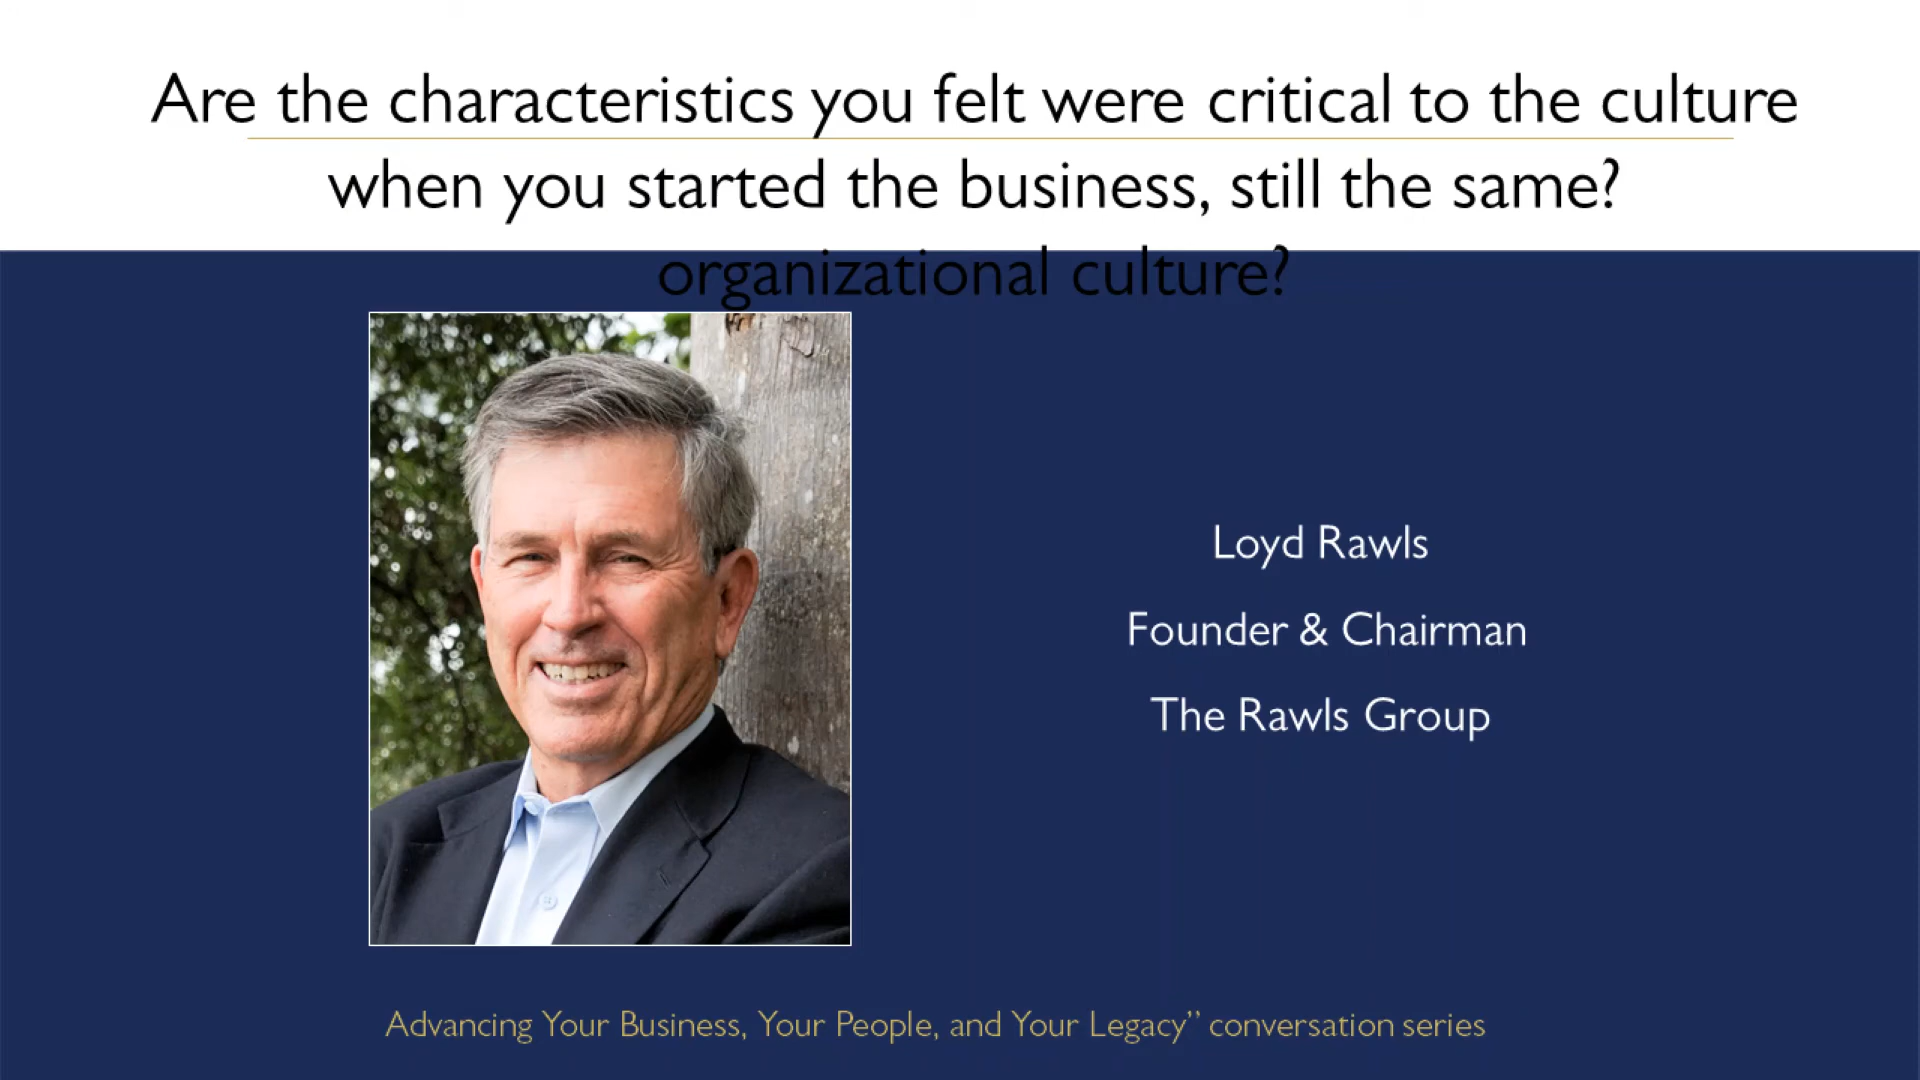 Are the characteristics you felt were critical to the culture
when you started the business, still the same?
organizational culture?
Loyd Rawls
Founder & Chairman
The Rawls Group
Advancing Your Business, Your People, and Your Legacy” conversation series